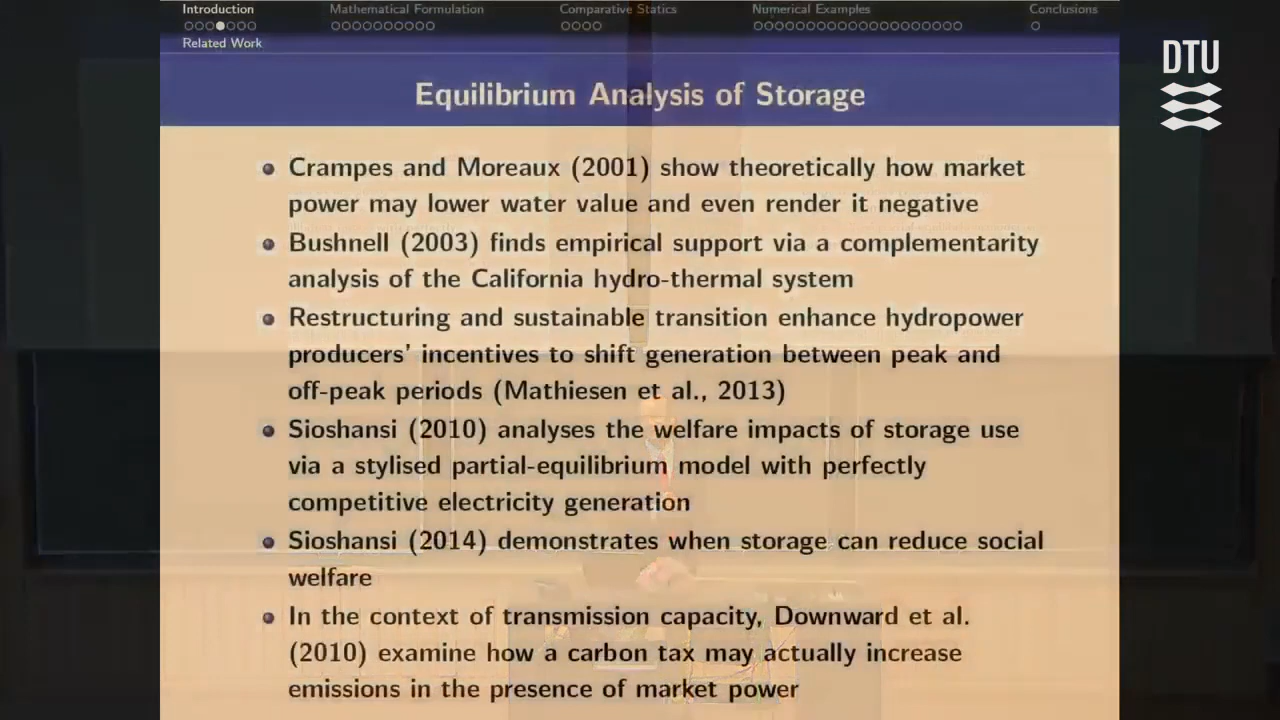 Introduction
Mathematical Formulation
Comparative Statics
Numerical Examples
Conclusions
Related Work
DTU
Equilibrium Analysis of Storage
Crampes and Moreaux (2001) show theoretically how market
power may lower water value and even render it negative
Bushnell (2003) finds empirical support via a complementarity
analysis of the California hydro-thermal system
Restructuring and sustainable transition enhance hydropower
producers' incentives to shift generation between peak and
off-peak periods (Mathiesen et al., 2013)
Sioshansi (2010) analyses the welfare impacts of storage use
via a stylised partial-equilibrium model with perfectly
competitive electricity generation
Sioshansi (2014) demonstrates when storage can reduce social
welfare
In the context of transmission capacity, Downward et al.
(2010) examine how a carbon tax may actually increase
emissions in the presence of market power